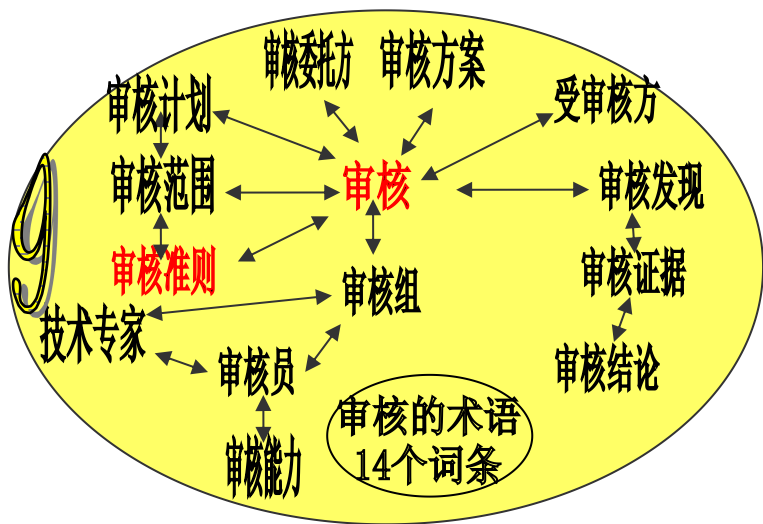 审核委托方
审核方案
审核计划
受审核方
审核范围
审核
审核发现
审核准则
审核证据
审核组
技术专家
审核员
审核结论
审核的术语
14个词条
审核能力
9